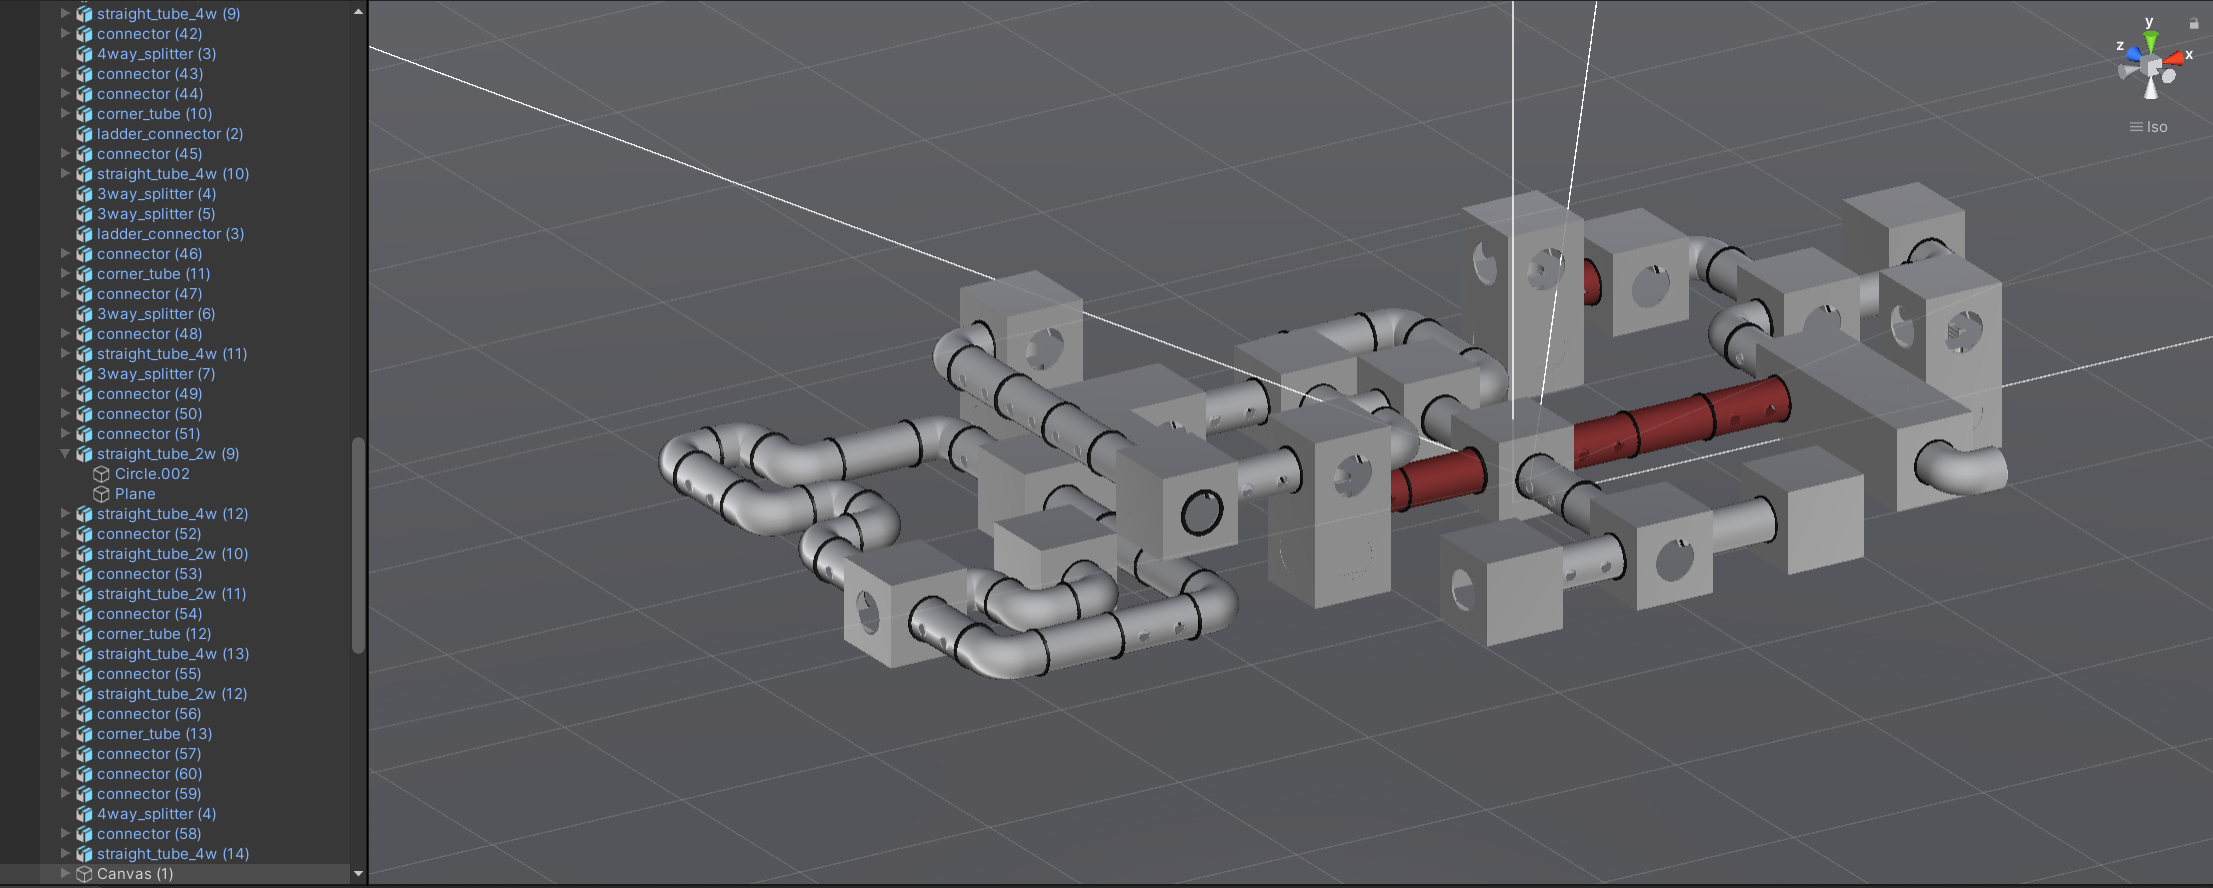 straight_tube_4w (9)
connector (42)
4way_splitter (3)
connector (43)
connector (44)
corner_tube (10)
ladder_connector (2)
connector (45)
straight_tube_4w (10)
3way_splitter (4)
3way_splitter (5)
ladder_connector (3)
connector (46)
corner_tube (11)
connector (47)
3way_splitter (6)
connector (48)
straight_tube_4w (11)
3way_splitter (7)
connector (49)
connector (50)
connector (51)
straight_tube_2w (9)
Circle.002
Plane
straight_tube_4w (12)
connector (52)
straight_tube_2w (10)
connector (53)
straight_tube_2w (11)
connector (54)
corner_tube (12)
straight_tube_4w (13)
connector (55)
straight_tube_2w (12)
connector (56)
corner_tube (13)
connector (57)
connector (60)
connector (59)
4way_splitter (4)
connector (58)
straight_tube_4w (14)
Canvas (1)
y
z
x
Iso